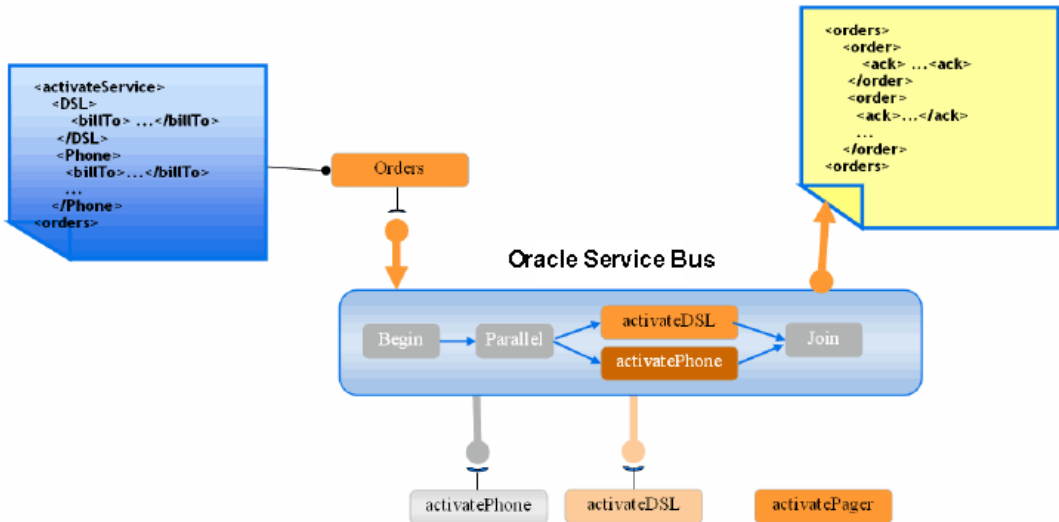 <activateService>
<DSL>
<billTo> ...</billTo>
</DSL>
<Phone>
<billTo>...</billTo>
...
</Phone>
<orders>
Orders
<orders>
<order>
<ack> ...<ack>
</order>
<order>
<ack>...</ack>
...
</order>
<orders>
Oracle Service Bus
Begin
Parallel
activateDSL
activatePhone
Join
activatePhone
activateDSL
activatePager